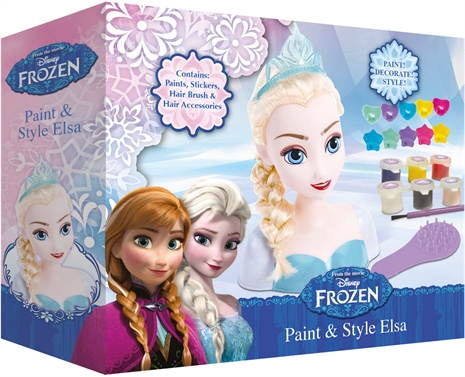 From the movie
Disney
FROZEN
Paint &
Style Elsa
Contains:
Paints, Stickers,
Hair Brush &
Hair Accessories
PAINT!
DECORATE!
STYLE!
From the movie
Disney
FROZEN
Paint & Style Elsa